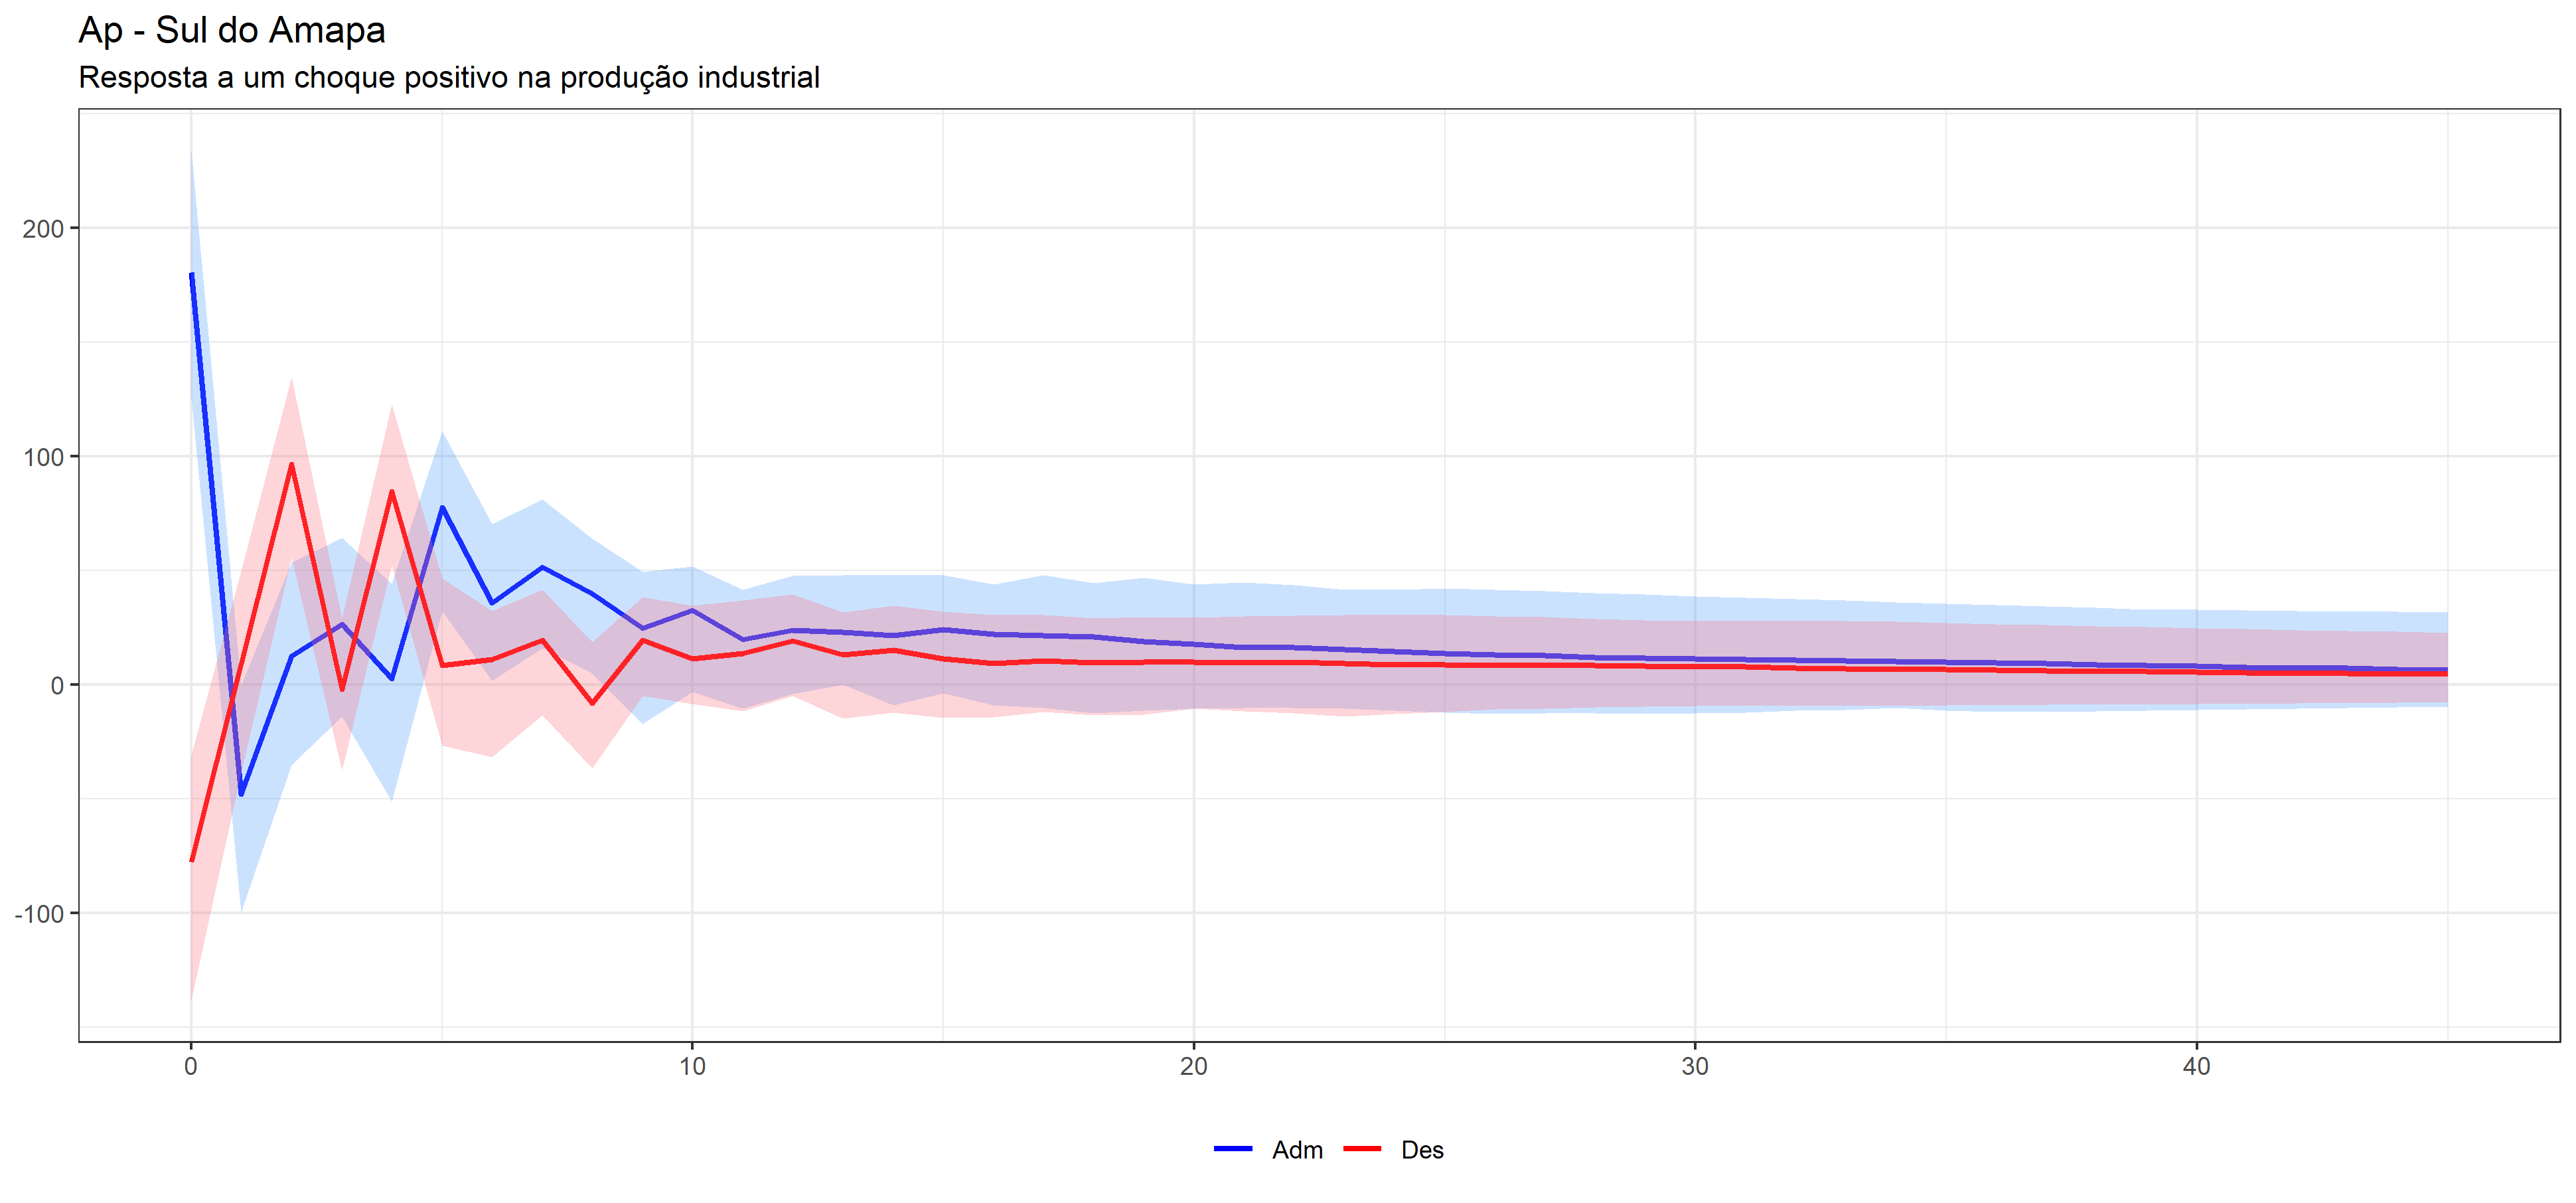 Ap - Sul do Amapa
Resposta a um choque positivo na produção industrial
200
100
0
-100
0 10 20 30 40
Adm Des